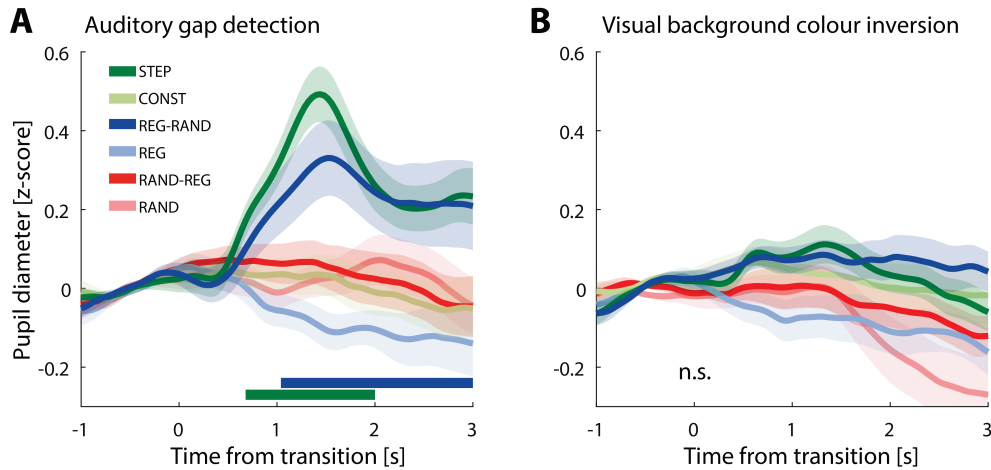 A Auditory gap detection
0.6
0.4
0.2
0
-0.2
Pupil diameter [z-score]
STEP
CONST
REG-RAND
REG
RAND-REG
RAND
-1 0 1 2 3
Time from transition [s]
B Visual background colour inversion
0.6
0.4
0.2
0
-0.2
n.s.
-1 0 1 2 3
Time from transition [s]